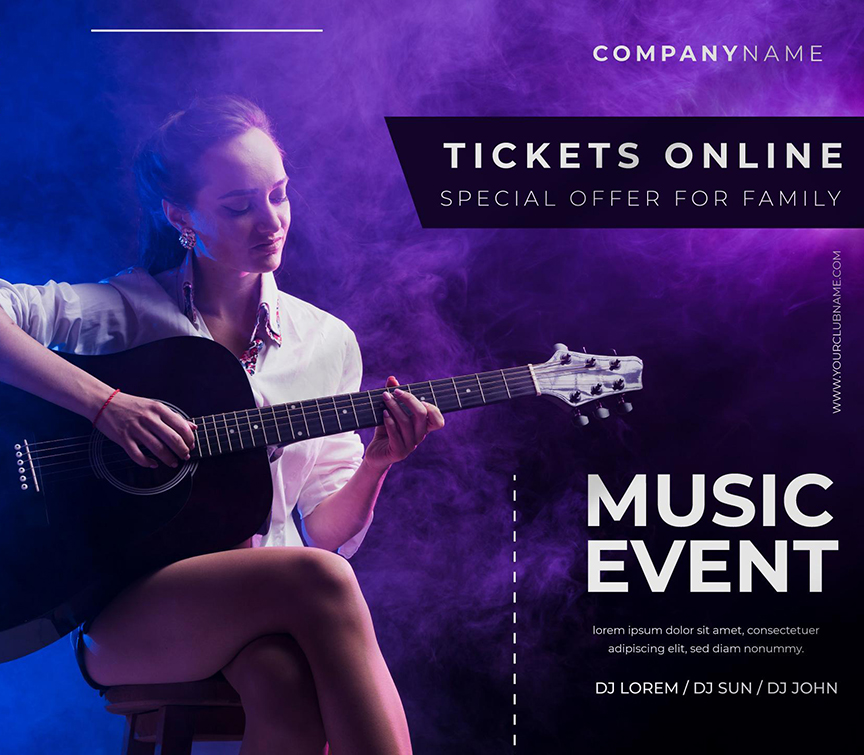 COMPANYNAME
TICKETS ONLINE
SPECIAL OFFER FOR FAMILY
WWW.YOURCLUBNAME.COM
MUSIC
EVENT
lorem ipsum dolor sit amet, consectetuer
adipiscing elit, sed diam nonummy.
DJ LOREM / DJ SUN / DJ JOHN